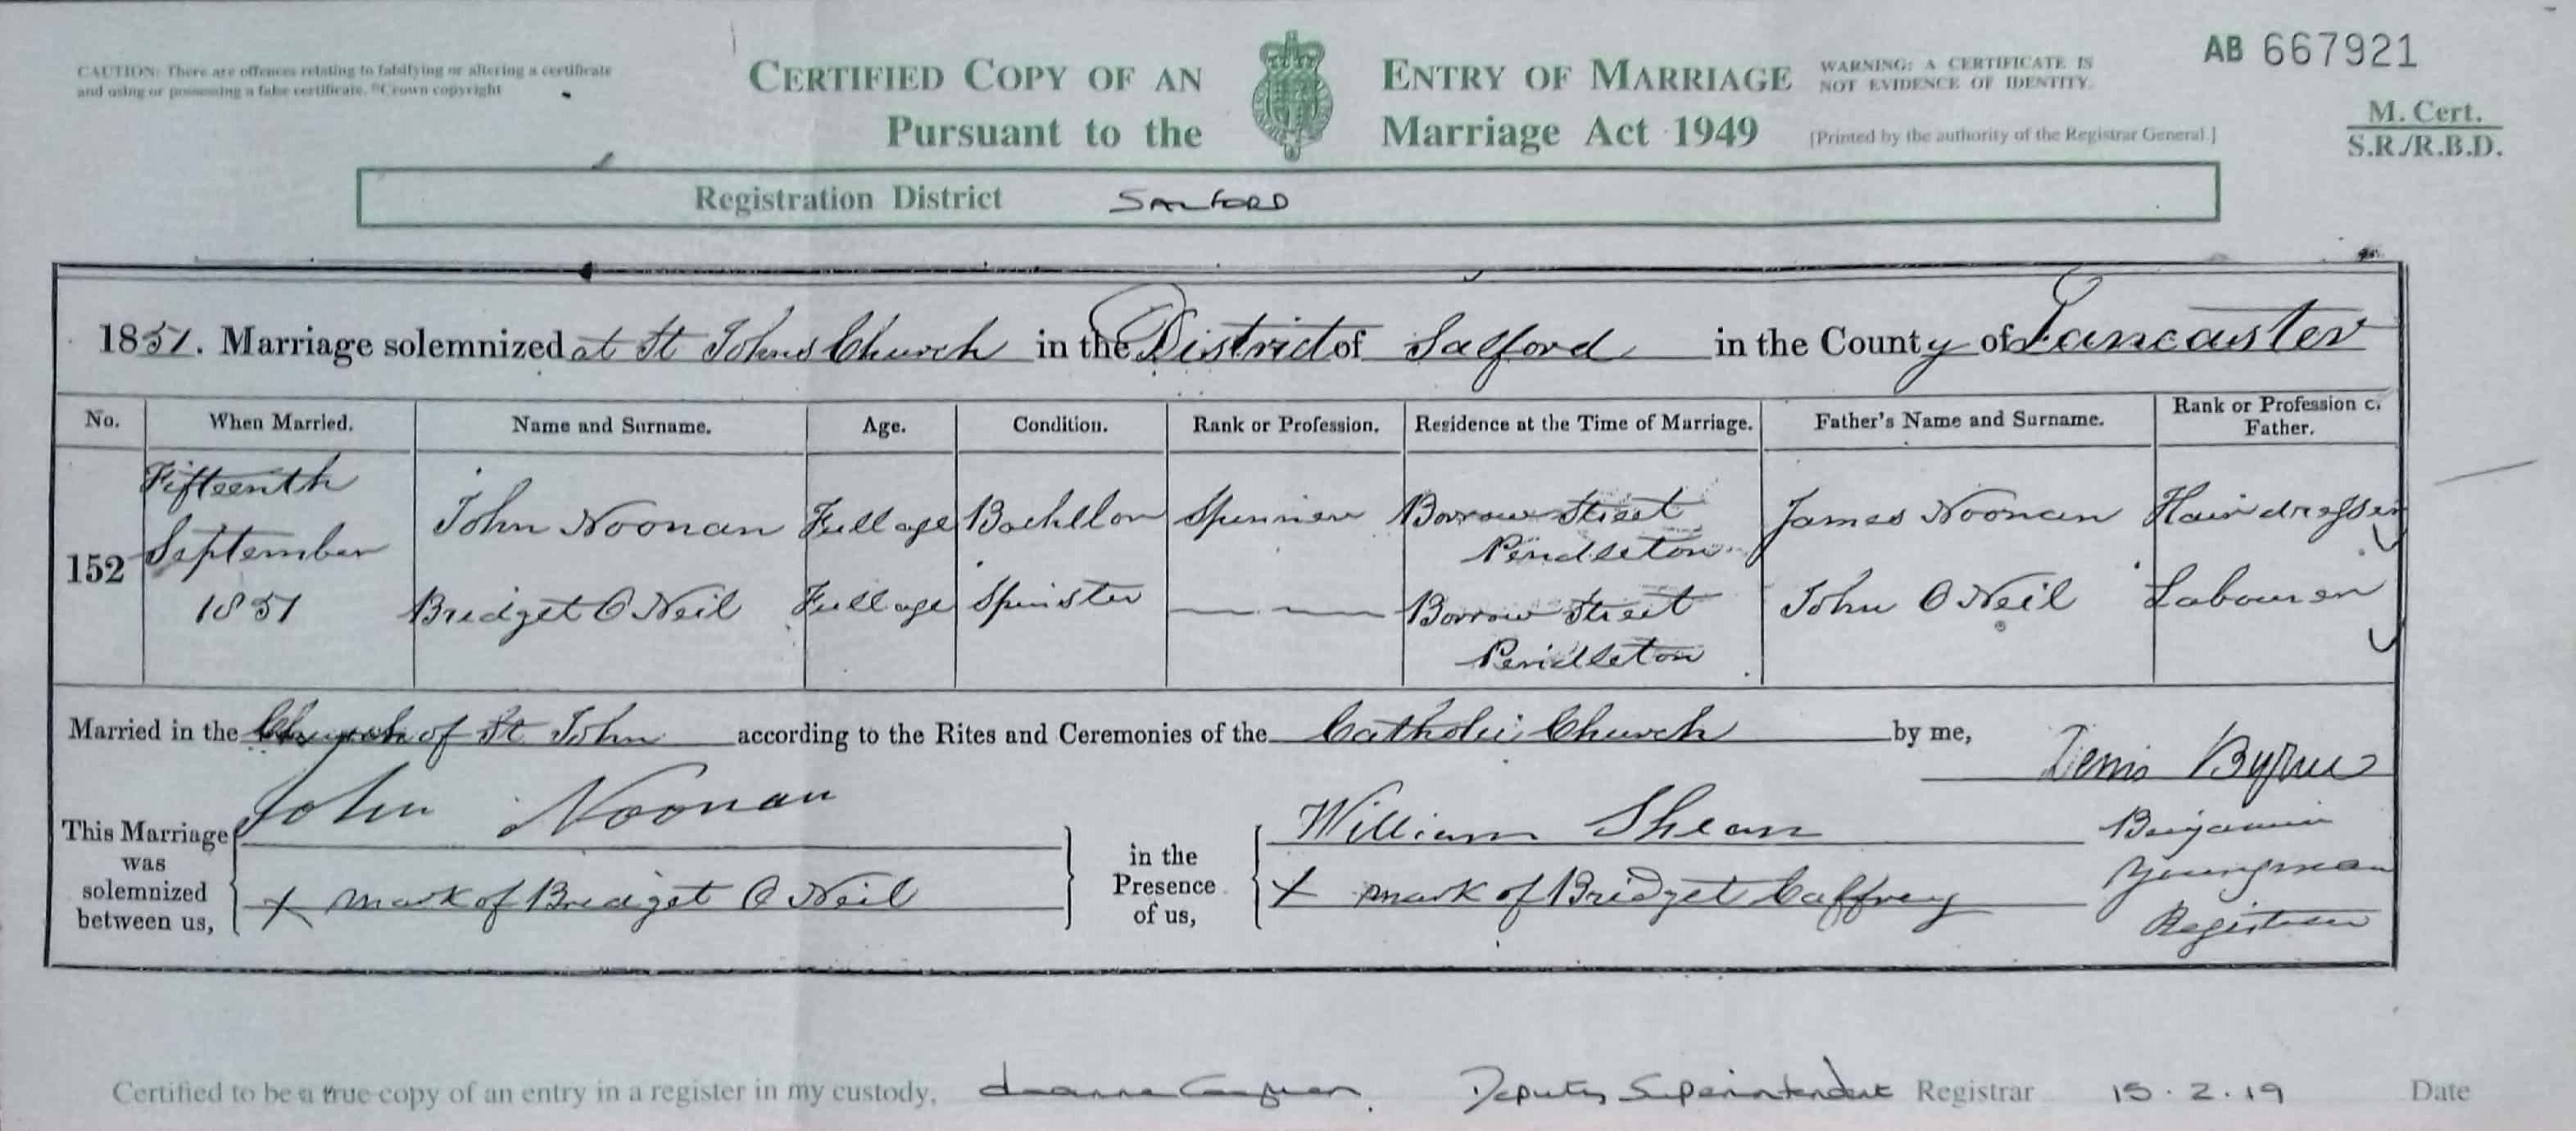 CAUTION: There are offences relating to falsifying or altering a certificate
and using or possessing a false certificate. ©Crown copyright
CERTIFIED COPY OF AN ENTRY OF MARRIAGE
Pursuant to the Marriage Act 1949
WARNING: A CERTIFICATE IS
NOT EVIDENCE OF IDENTITY.
[Printed by the authority of the Registrar General.]
AB 667921
M. Cert.
S.R./R.B.D.
Registration District SALFORD
1851. Marriage solemnized at St Johns Church in the District of Salford in the County of Lancaster
No. When Married. Name and Surname. Age. Condition. Rank or Profession. Residence at the Time of Marriage. Father's Name and Surname. Rank or Profession
Father.
152
Fifteenth
September
1851
John Noonan Full age Bachellor Spinner Borrow Street
Pendleton
James Noonan Hairdresser
Bridget O Neil Full age Spinster Borrow Street
Pendleton
John O Neil Labourer
Married in the Church of St John according to the Rites and Ceremonies of the Catholic Church by me,
Denis Byrne
This Marriage
was
solemnized
between us,
John Noonan
X mark of Bridget O Neil
in the
Presence
of us,
William Shean
X mark of Bridget Caffrey
Benjamin
Youngman
Registrar
Certified to be a true copy of an entry in a register in my custody, Deputy Superintendent Registrar 15.2.19 Date